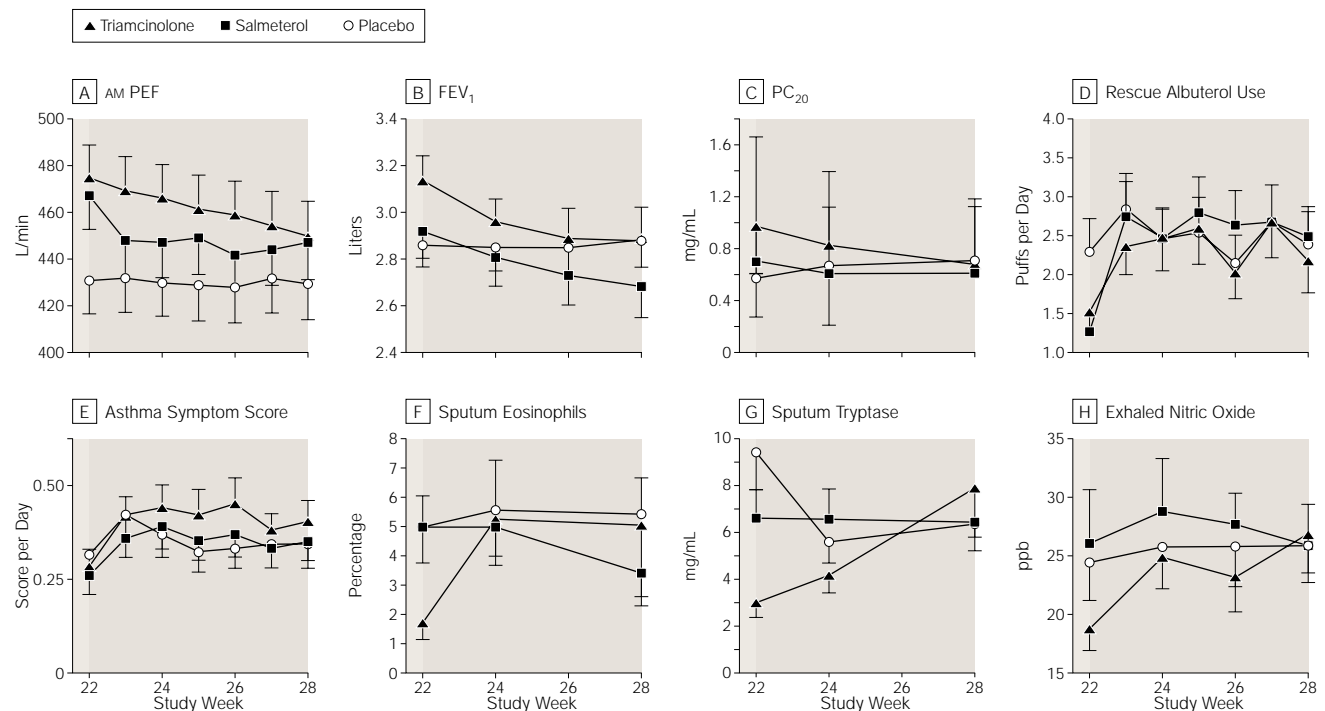 Triamcinolone Salmeterol Placebo
A AM PEF
500
480
460
440
420
400
L/min
B FEV1
3.4
3.2
3.0
2.8
2.6
2.4
Liters
C PC20
1.6
1.2
0.8
0.4
0
mg/mL
D Rescue Albuterol Use
4.0
3.5
3.0
2.5
2.0
1.5
1.0
Puffs per Day
E Asthma Symptom Score
0.50
0.25
0
Score per Day
22 24 26 28
Study Week
F Sputum Eosinophils
8
7
6
5
4
3
2
1
0
Percentage
22 24 26 28
Study Week
G Sputum Tryptase
10
8
6
4
2
0
mg/mL
22 24 26 28
Study Week
H Exhaled Nitric Oxide
35
30
25
20
15
ppb
22 24 26 28
Study Week